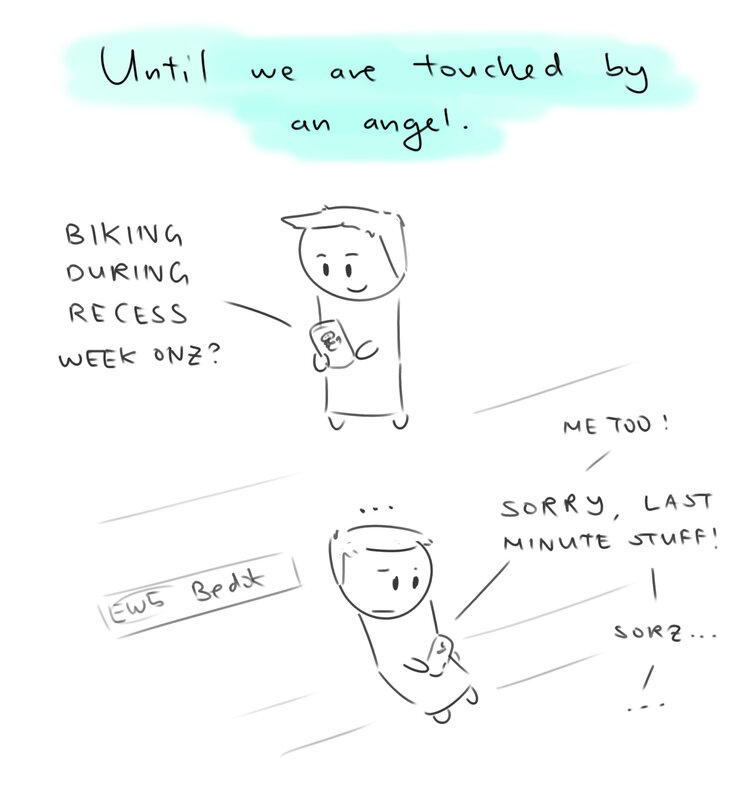 Until we are touched by
an angel.
BIKING
DURING
RECESS
WEEK ONZ?
ME TOO!
...
SORRY, LAST
MINUTE STUFF!
EW5 Bedok
SORZ...
...